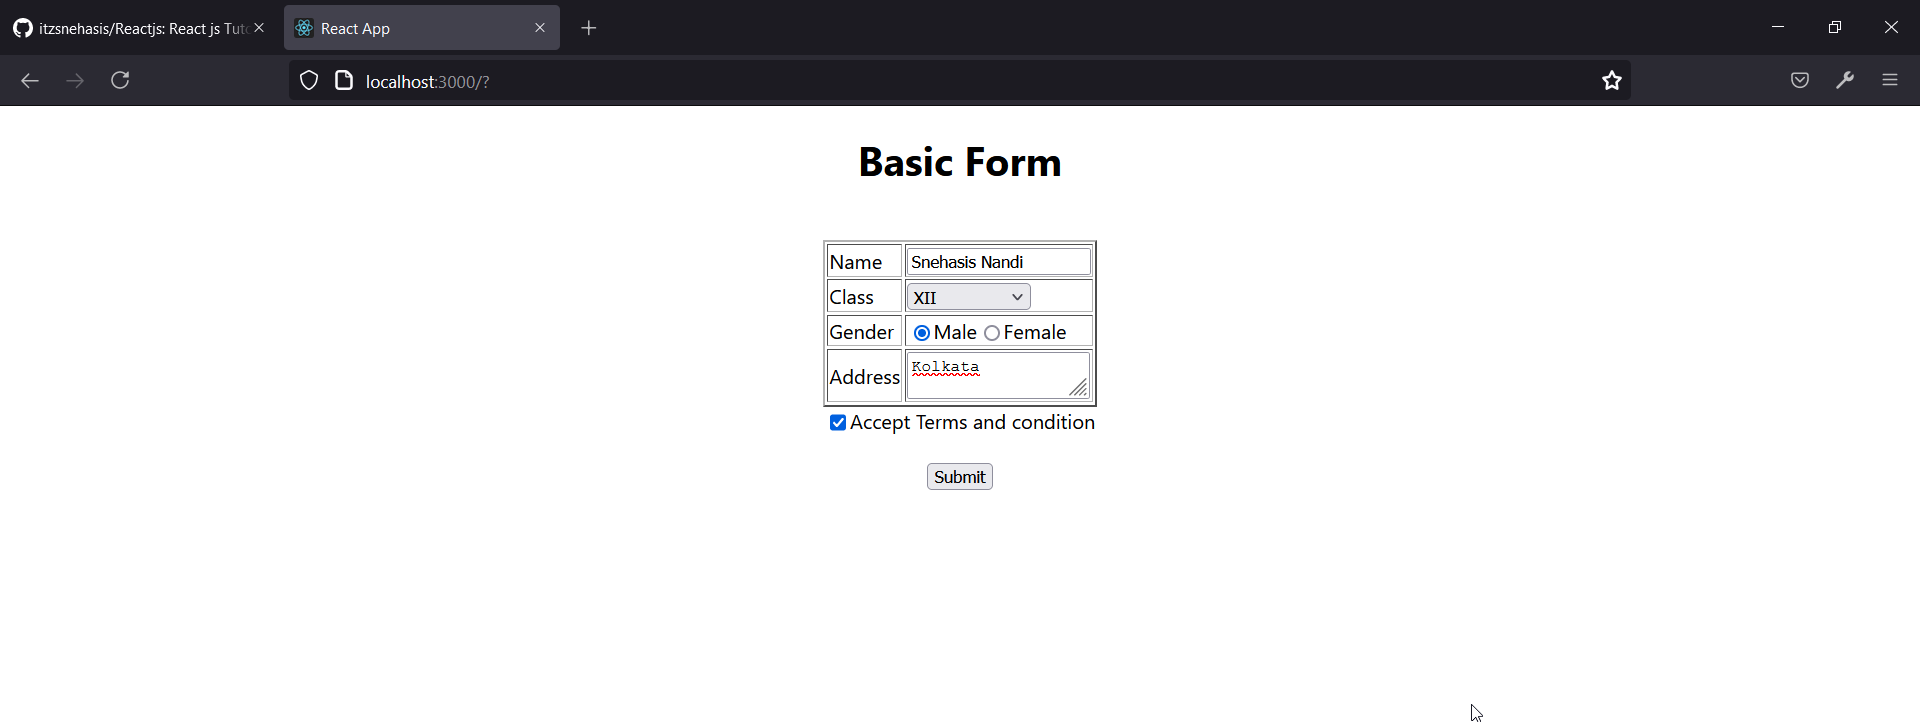 itzsnehasis/Reactjs: React js Tuto
React App
localhost:3000/?
Basic Form
Name Snehasis Nandi
Class XII
Gender Male Female
Address Kolkata
Accept Terms and condition
Submit